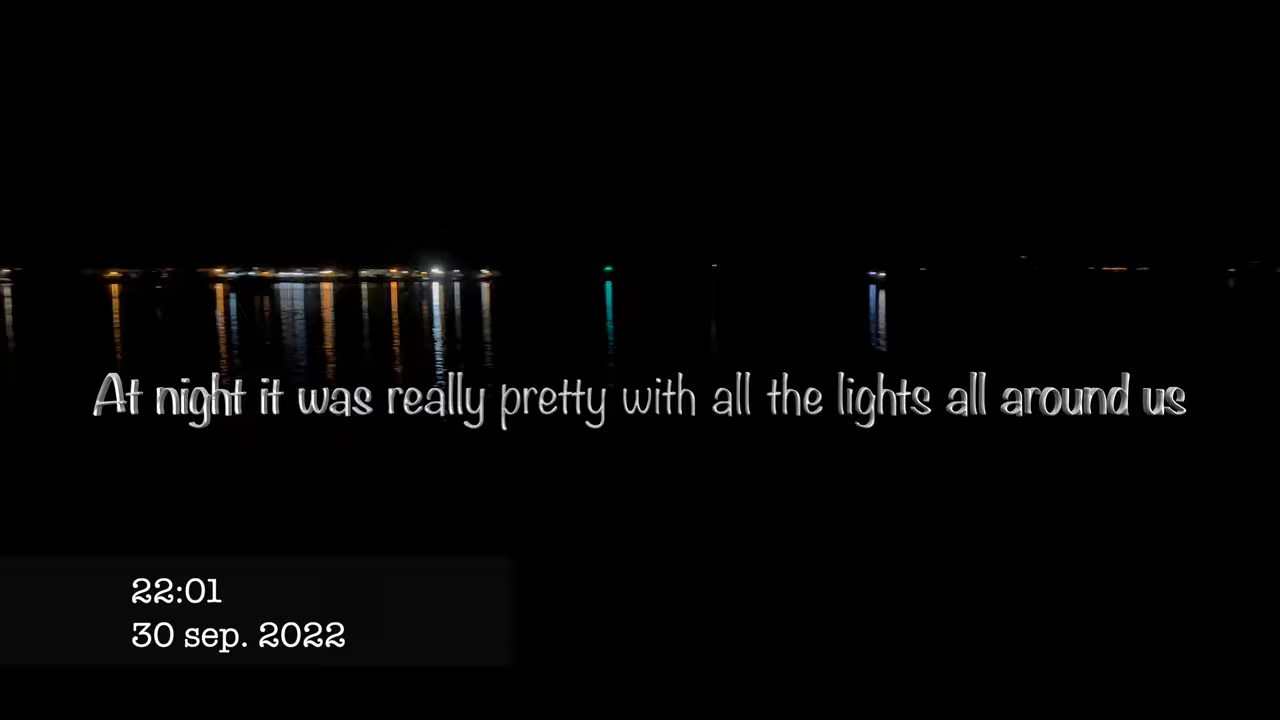 At night it was really pretty with all the lights all around us
22:01
30 sep. 2022